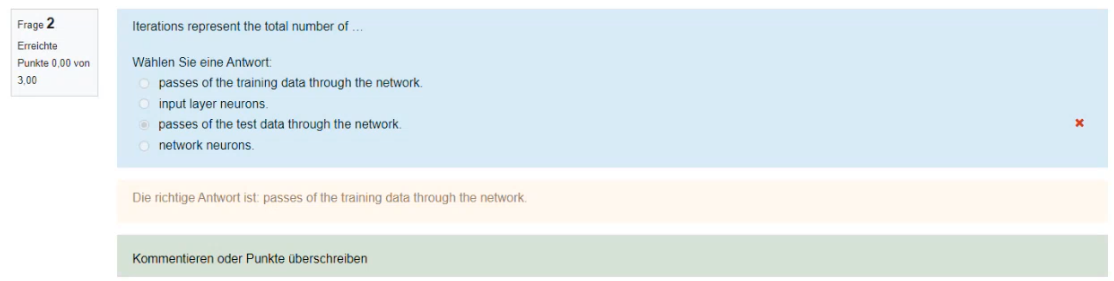 Frage 2
Erreichte
Punkte 0,00 von
3,00
Iterations represent the total number of ...
Wählen Sie eine Antwort:
passes of the training data through the network.
input layer neurons.
passes of the test data through the network.
network neurons.
Die richtige Antwort ist: passes of the training data through the network.
Kommentieren oder Punkte überschreiben